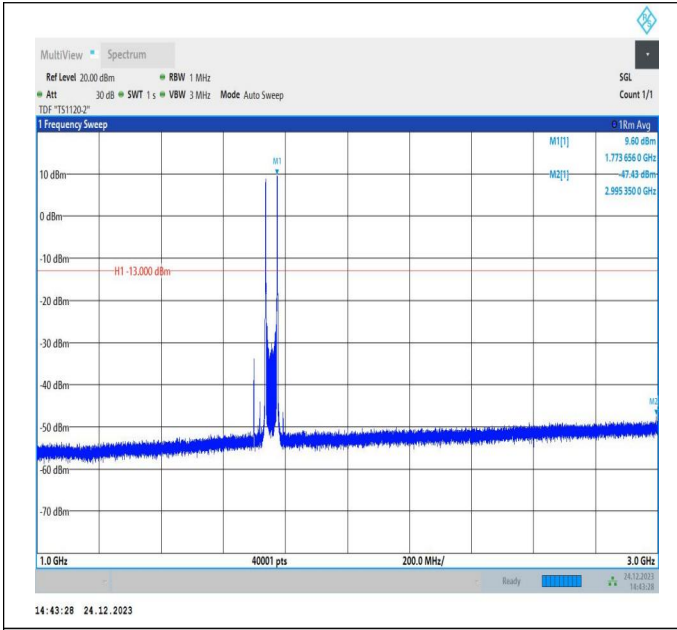 R&S
MultiView Spectrum
Ref Level 20.00 dBm RBW 1 MHz SGL
Att 30 dB SWT 1 s VBW 3 MHz Mode Auto Sweep Count 1/1
TDF "TS1120-2"
1 Frequency Sweep 1Rm Avg
M1[1] 9.60 dBm
1.773 656 0 GHz
M2[1] -47.43 dBm
2.995 350 0 GHz
M1
10 dBm
0 dBm
-10 dBm
H1 -13.000 dBm
-20 dBm
-30 dBm
-40 dBm
M2
-50 dBm
-60 dBm
-70 dBm
1.0 GHz 40001 pts 200.0 MHz/ 3.0 GHz
Ready 24.12.2023
14:43:28
14:43:28 24.12.2023